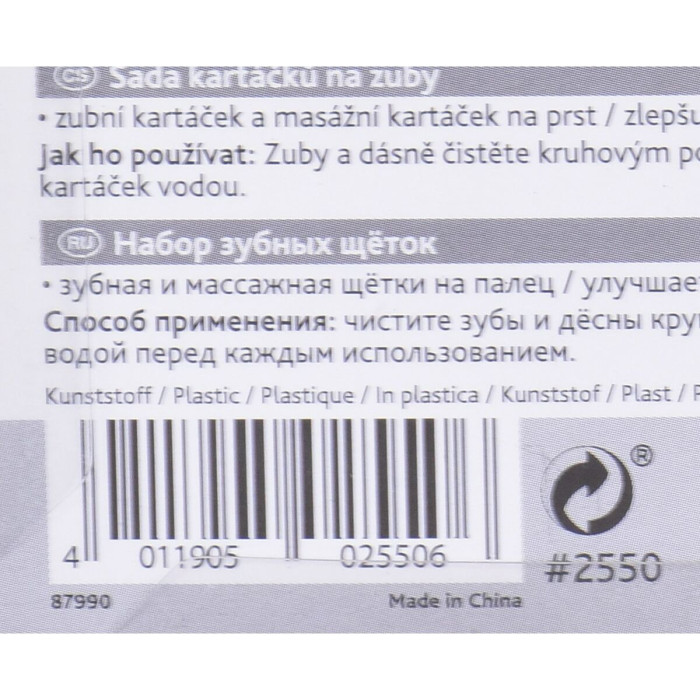 CS Sada kartáčků na zuby
• zubní kartáček a masážní kartáček na prst / zlepšu
Jak ho používat: Zuby a dásně čistěte kruhovým po
kartáček vodou.
RU Набор зубных щёток
• зубная и массажная щётки на палец / улучшает
Способ применения: чистите зубы и дёсны кру
водой перед каждым использованием.
Kunststoff / Plastic / Plastique / In plastica / Kunststof / Plast /
4 011905 025506
®
#2550
87990 Made in China